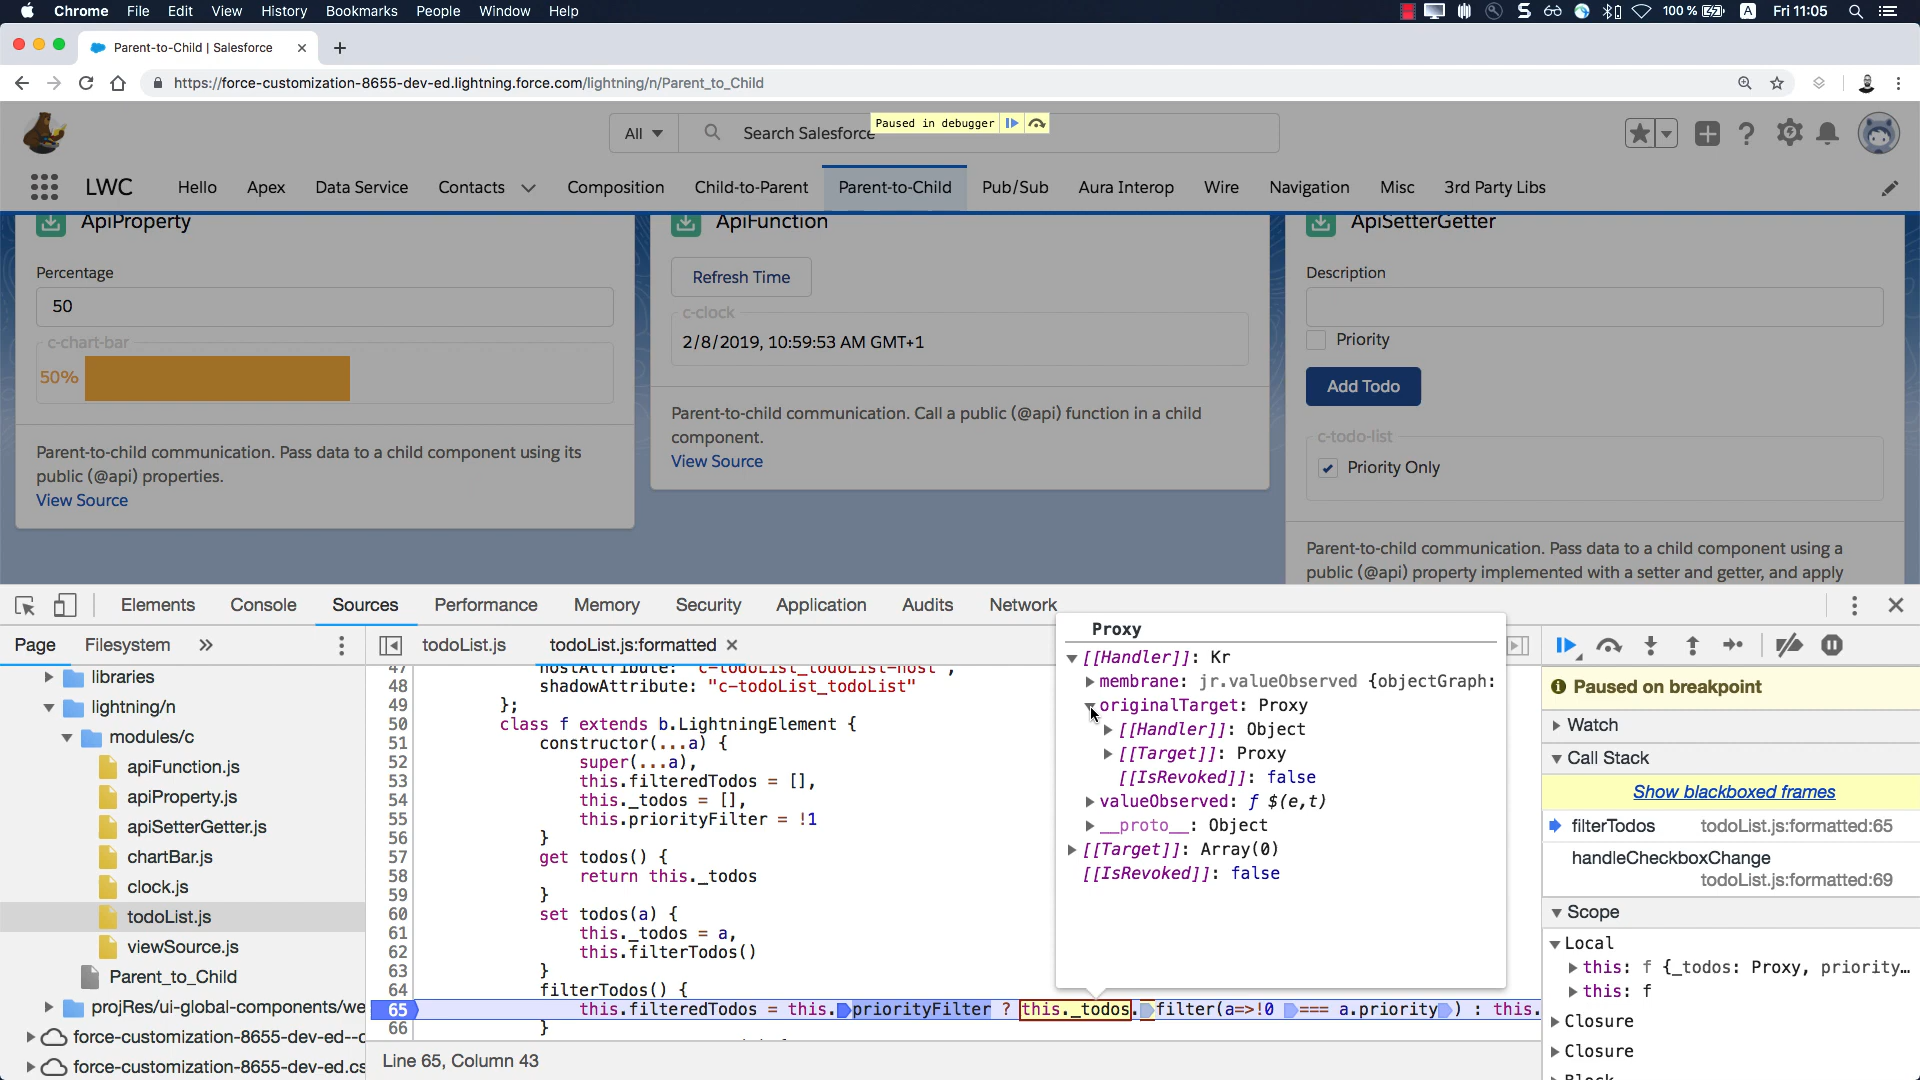 Chrome File Edit View History Bookmarks People Window Help 100 % A Fri 11:05
Parent-to-Child | Salesforce
https://force-customization-8655-dev-ed.lightning.force.com/lightning/n/Parent_to_Child
Paused in debugger
All Search Salesforce
LWC Hello Apex Data Service Contacts Composition Child-to-Parent Parent-to-Child Pub/Sub Aura Interop Wire Navigation Misc 3rd Party Libs
ApiProperty
Percentage
50
c-chart-bar
50%
Parent-to-child communication. Pass data to a child component using its
public (@api) properties.
View Source
ApiFunction
Refresh Time
c-clock
2/8/2019, 10:59:53 AM GMT+1
Parent-to-child communication. Call a public (@api) function in a child
component.
View Source
ApiSetterGetter
Description
Priority
Add Todo
c-todo-list
Priority Only
Parent-to-child communication. Pass data to a child component using a
public (@api) property implemented with a setter and getter, and apply
Elements Console Sources Performance Memory Security Application Audits Network
Page Filesystem »
libraries
lightning/n
modules/c
apiFunction.js
apiProperty.js
apiSetterGetter.js
chartBar.js
clock.js
todoList.js
viewSource.js
Parent_to_Child
projRes/ui-global-components/we
force-customization-8655-dev-ed--c
force-customization-8655-dev-ed.cs
todoList.js todoList.js:formatted
47 hostAttribute: "c-todoList_todoList-host",
48 shadowAttribute: "c-todoList_todoList"
49 };
50 class f extends b.LightningElement {
51 constructor(...a) {
52 super(...a),
53 this.filteredTodos = [],
54 this._todos = [],
55 this.priorityFilter = !1
56 }
57 get todos() {
58 return this._todos
59 }
60 set todos(a) {
61 this._todos = a,
62 this.filterTodos()
63 }
64 filterTodos() {
65 this.filteredTodos = this.priorityFilter ? this._todos.filter(a=>!0 === a.priority) : this.
66 }
Line 65, Column 43
Proxy
[[Handler]]: Kr
membrane: jr.valueObserved {objectGraph:
originalTarget: Proxy
[[Handler]]: Object
[[Target]]: Proxy
[[IsRevoked]]: false
valueObserved: ƒ $(e,t)
__proto__: Object
[[Target]]: Array(0)
[[IsRevoked]]: false
Paused on breakpoint
Watch
Call Stack
Show blackboxed frames
filterTodos todoList.js:formatted:65
handleCheckboxChange
todoList.js:formatted:69
Scope
Local
this: f {_todos: Proxy, priority…
this: f
Closure
Closure